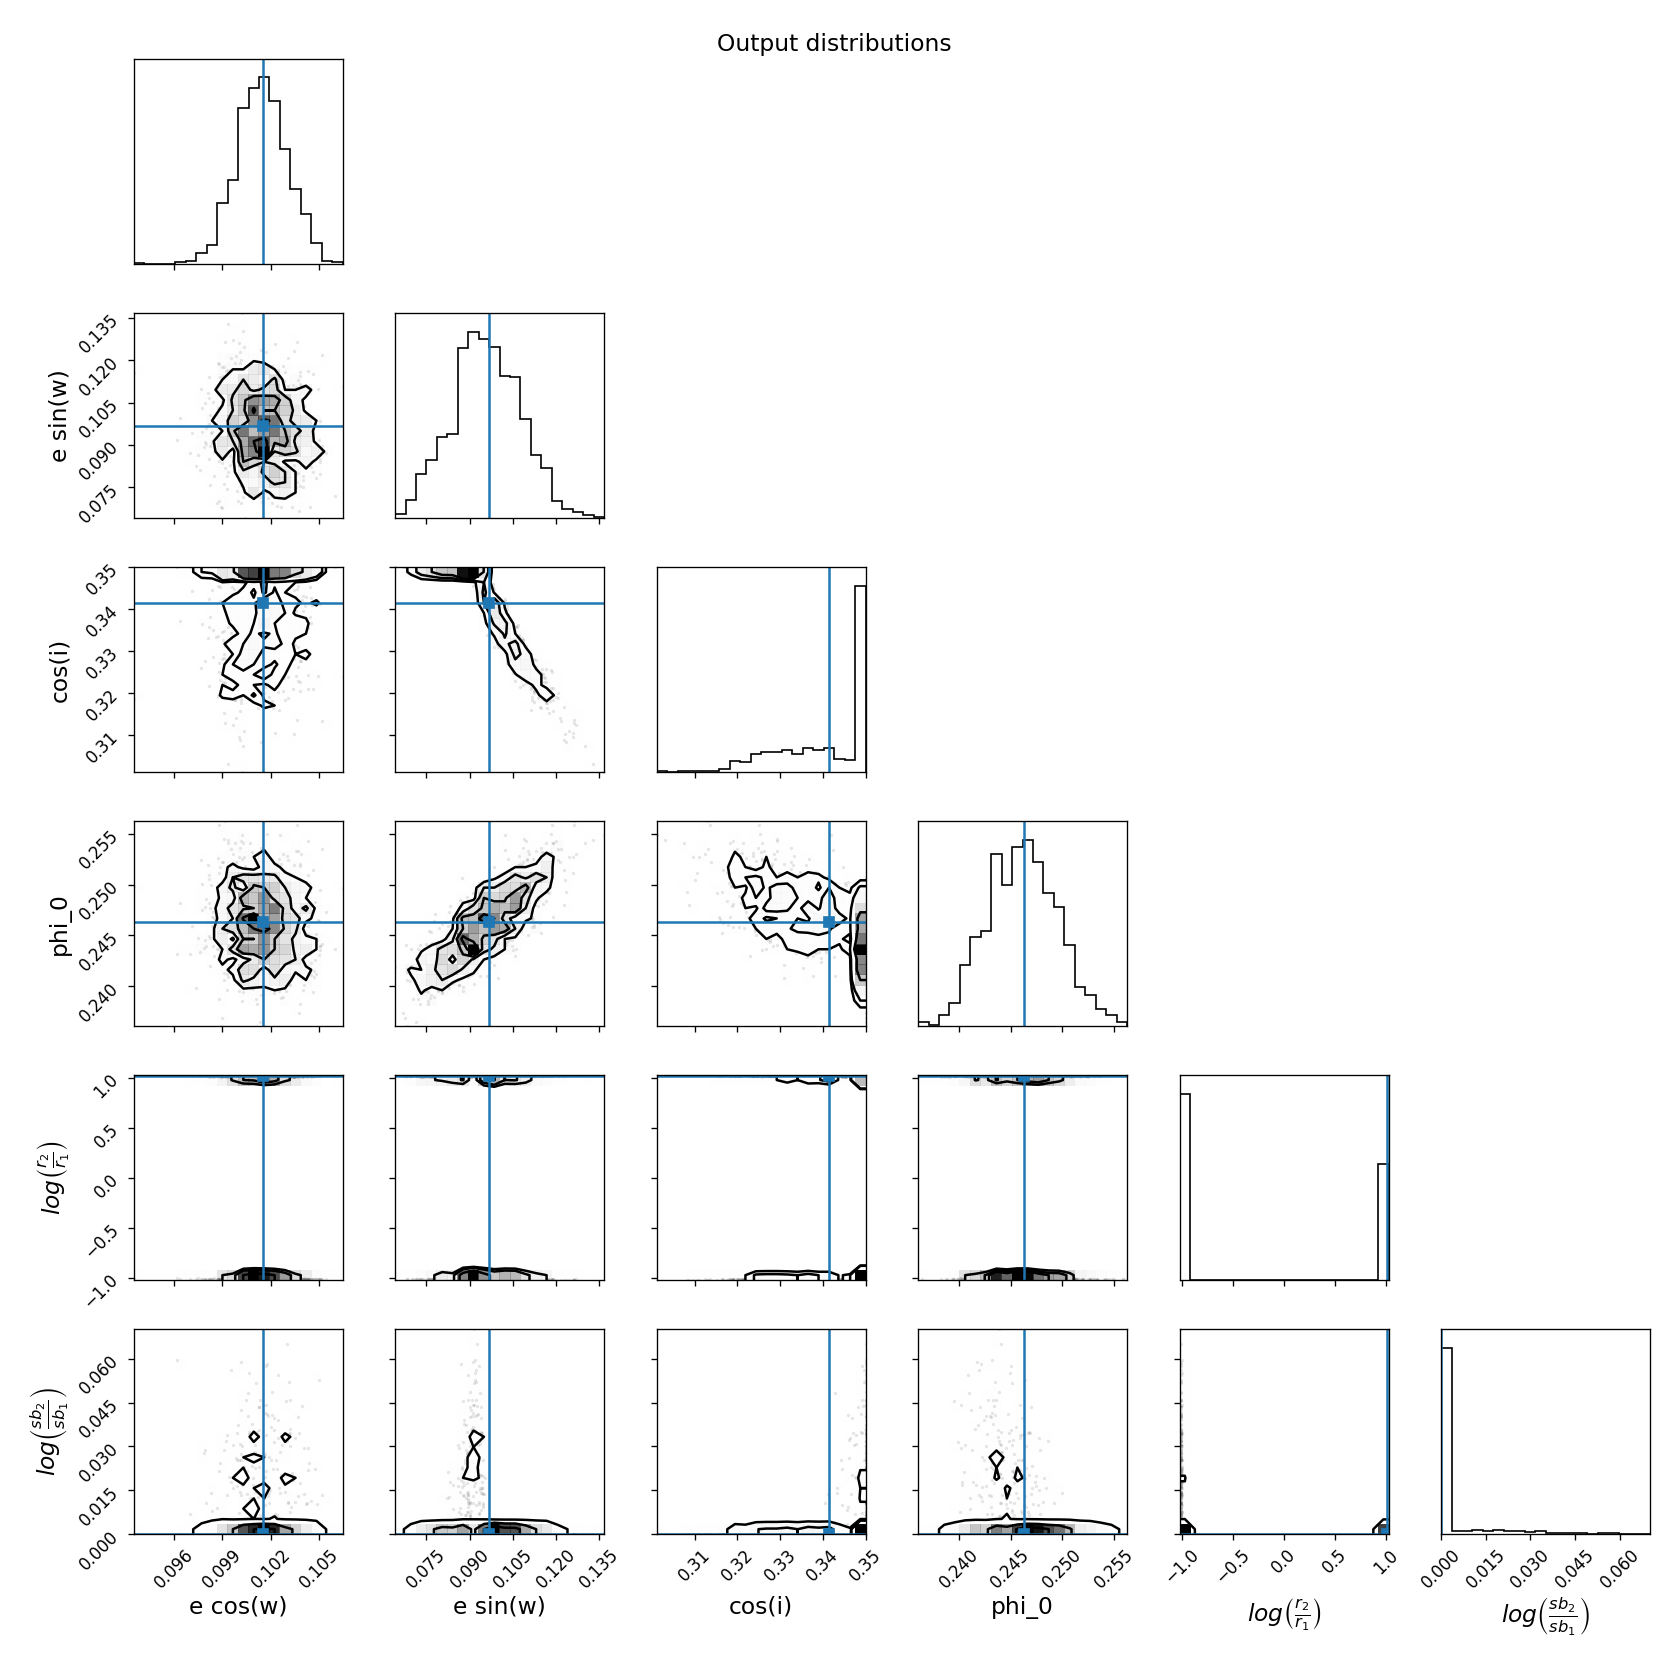 Output distributions
0.135
0.120
0.105
0.090
0.075
e sin(w)
0.35
0.34
0.33
0.32
0.31
cos(i)
0.255
0.250
0.245
0.240
phi_0
1.0
0.5
0.0
−0.5
−1.0
log(r₂/r₁)
0.060
0.045
0.030
0.015
0.000
log(sb₂/sb₁)
0.096 0.099 0.102 0.105
e cos(w)
0.075 0.090 0.105 0.120 0.135
e sin(w)
0.31 0.32 0.33 0.34 0.35
cos(i)
0.240 0.245 0.250 0.255
phi_0
−1.0 −0.5 0.0 0.5 1.0
log(r₂/r₁)
0.000 0.015 0.030 0.045 0.060
log(sb₂/sb₁)